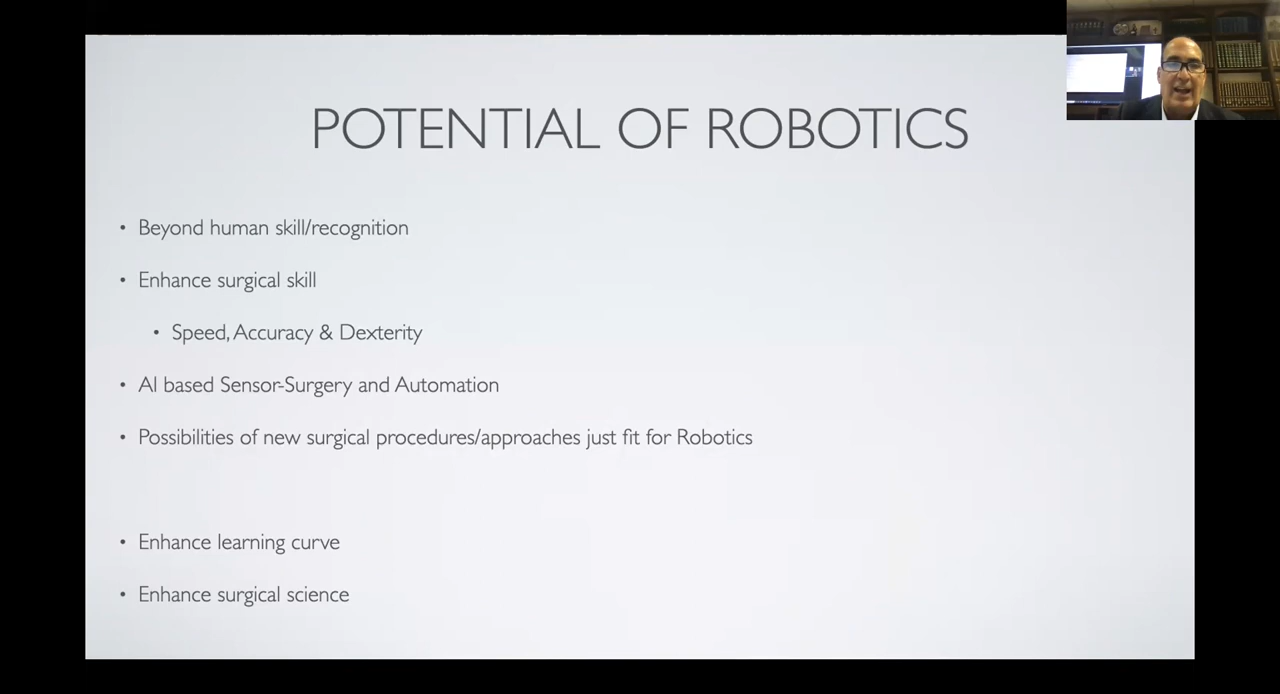 POTENTIAL OF ROBOTICS
• Beyond human skill/recognition
• Enhance surgical skill
• Speed, Accuracy & Dexterity
• AI based Sensor-Surgery and Automation
• Possibilities of new surgical procedures/approaches just fit for Robotics
• Enhance learning curve
• Enhance surgical science